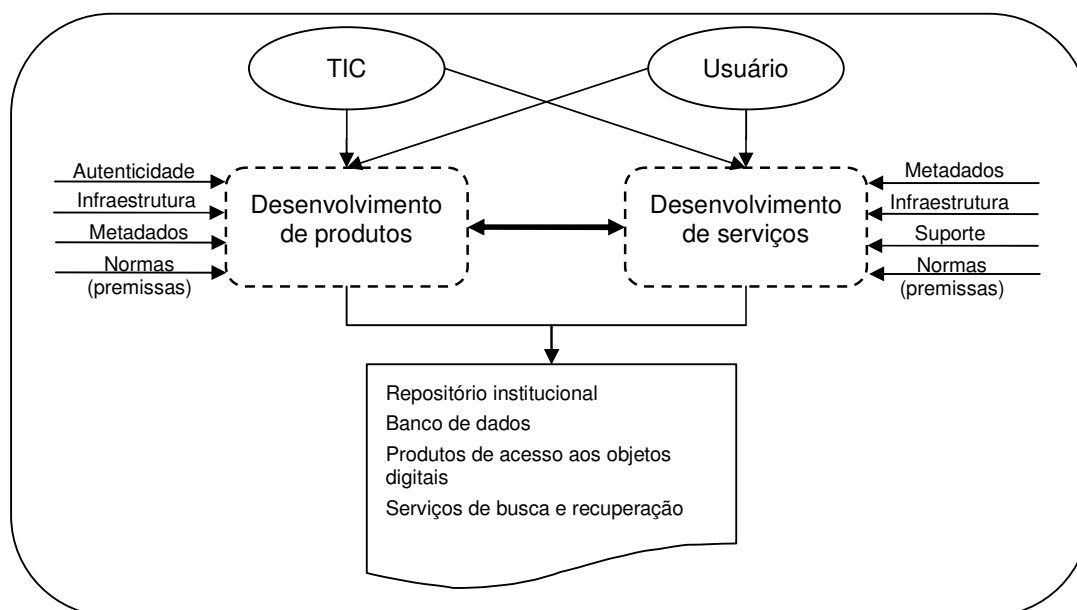 TIC
Usuário
Autenticidade
Infraestrutura
Metadados
Normas
(premissas)
Desenvolvimento
de produtos
Desenvolvimento
de serviços
Metadados
Infraestrutura
Suporte
Normas
(premissas)
Repositório institucional
Banco de dados
Produtos de acesso aos objetos
digitais
Serviços de busca e recuperação